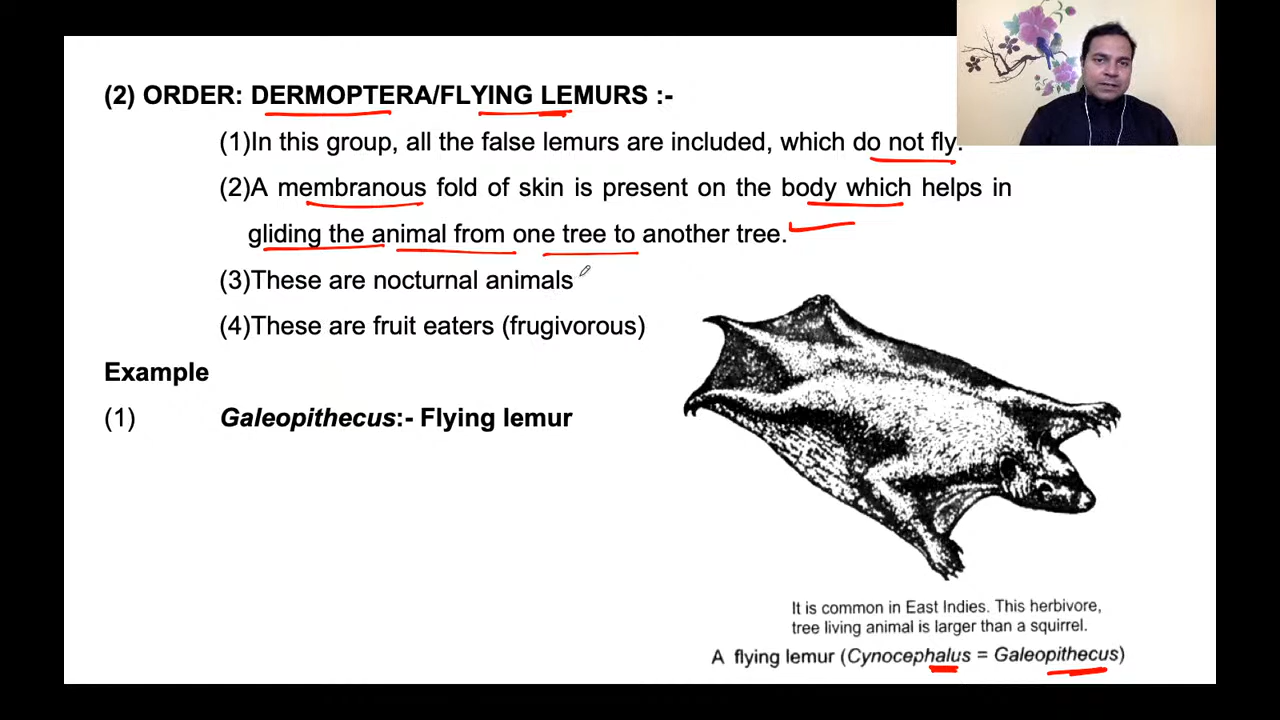 (2) ORDER: DERMOPTERA/FLYING LEMURS :-
(1)In this group, all the false lemurs are included, which do not fly.
(2)A membranous fold of skin is present on the body which helps in
gliding the animal from one tree to another tree.
(3)These are nocturnal animals
(4)These are fruit eaters (frugivorous)
Example
(1) Galeopithecus:- Flying lemur
It is common in East Indies. This herbivore,
tree living animal is larger than a squirrel.
A flying lemur (Cynocephalus = Galeopithecus)